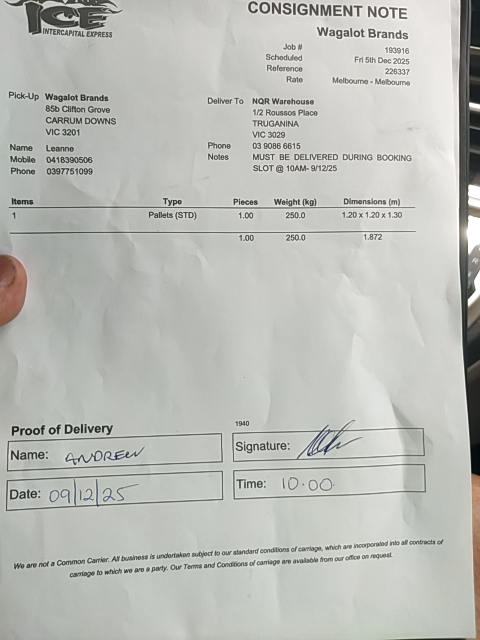 ICE
INTERCAPITAL EXPRESS
CONSIGNMENT NOTE
Wagalot Brands
Job # 193916
Scheduled Fri 5th Dec 2025
Reference 226337
Rate Melbourne - Melbourne
Pick-Up Wagalot Brands
85b Clifton Grove
CARRUM DOWNS
VIC 3201
Name Leanne
Mobile 0418390506
Phone 0397751099
Deliver To NQR Warehouse
1/2 Roussos Place
TRUGANINA
VIC 3029
Phone 03 9086 6615
Notes MUST BE DELIVERED DURING BOOKING
SLOT @ 10AM- 9/12/25
Items Type Pieces Weight (kg) Dimensions (m)
1 Pallets (STD) 1.00 250.0 1.20 x 1.20 x 1.30
1.00 250.0 1.872
Proof of Delivery
1940
Name: ANDREW
Signature:
Date: 09/12/25
Time: 10.00
We are not a Common Carrier. All business is undertaken subject to our standard conditions of carriage, which are incorporated into all contracts of
carriage to which we are a party. Our Terms and Conditions of carriage are available from our office on request.